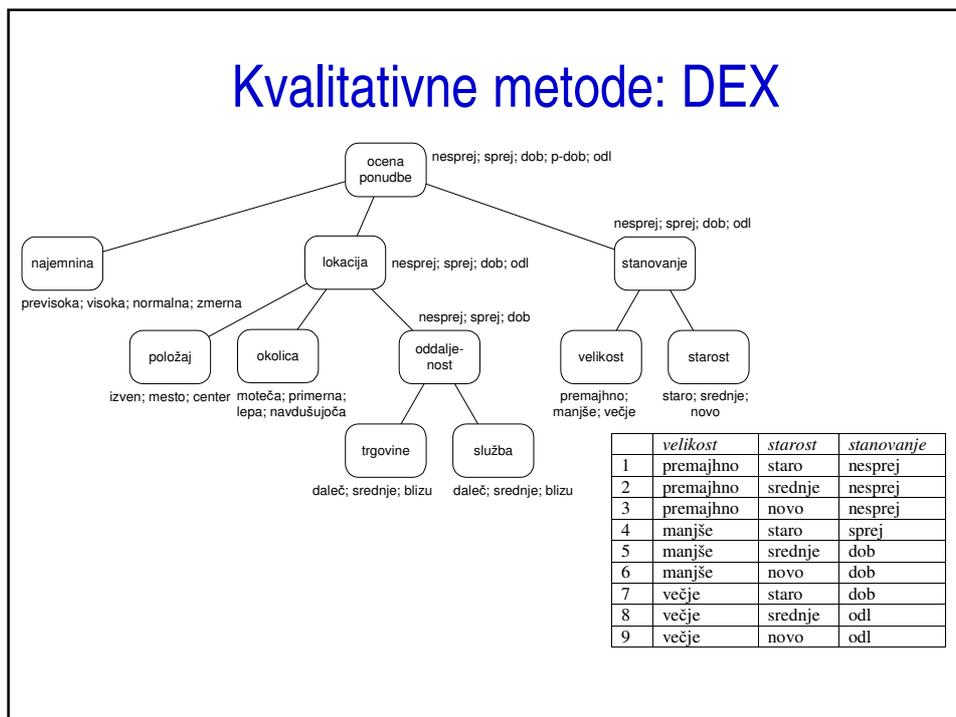 Kvalitativne metode: DEX
ocena
ponudbe
nesprej; sprej; dob; p-dob; odl
nesprej; sprej; dob; odl
najemnina
lokacija
nesprej; sprej; dob; odl
stanovanje
previsoka; visoka; normalna; zmerna
nesprej; sprej; dob
položaj
okolica
oddalje-
nost
velikost
starost
izven; mesto; center
moteča; primerna;
lepa; navdušujoča
premajhno;
manjše; večje
staro; srednje;
novo
trgovine
služba
daleč; srednje; blizu
daleč; srednje; blizu
velikost starost stanovanje
1 premajhno staro nesprej
2 premajhno srednje nesprej
3 premajhno novo nesprej
4 manjše staro sprej
5 manjše srednje dob
6 manjše novo dob
7 večje staro dob
8 večje srednje odl
9 večje novo odl